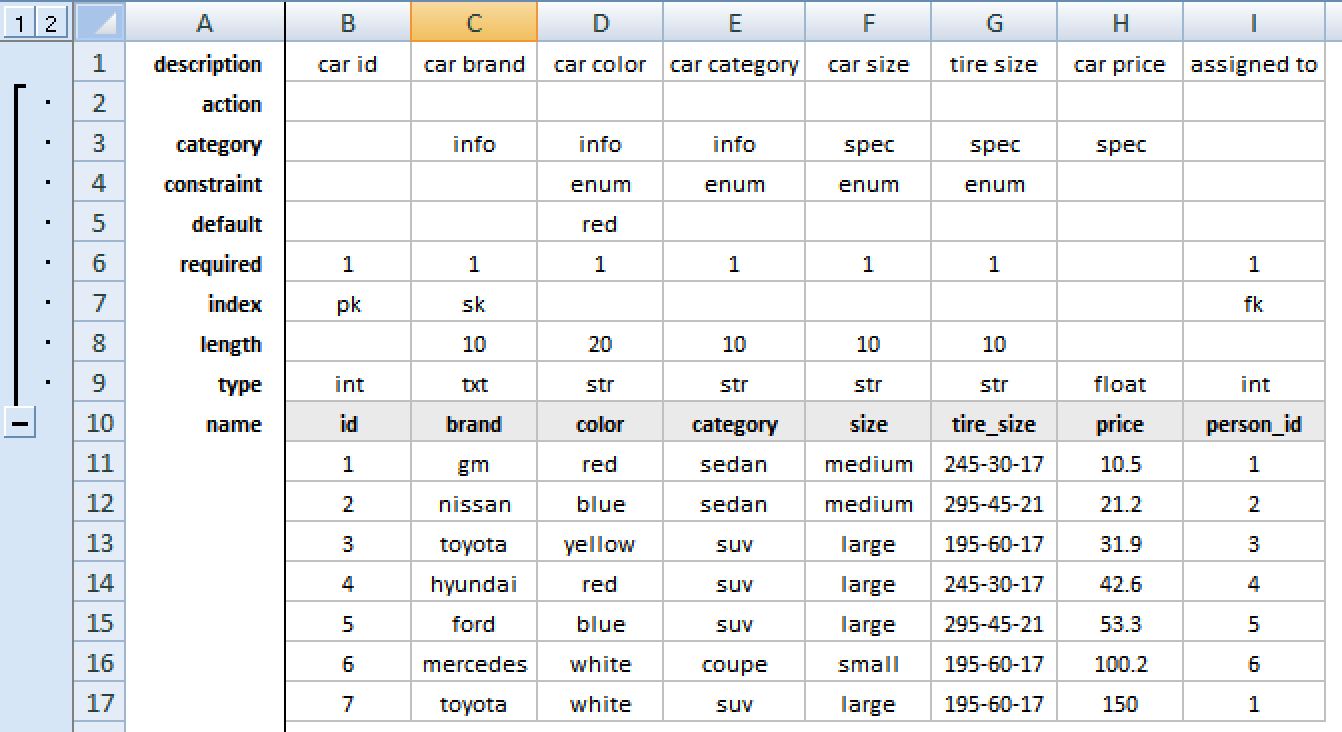 1 2 A B C D E F G H I
1 description car id car brand car color car category car size tire size car price assigned to
2 action
3 category info info info spec spec spec
4 constraint enum enum enum enum
5 default red
6 required 1 1 1 1 1 1 1
7 index pk sk fk
8 length 10 20 10 10 10
9 type int txt str str str str float int
10 name id brand color category size tire_size price person_id
11 1 gm red sedan medium 245-30-17 10.5 1
12 2 nissan blue sedan medium 295-45-21 21.2 2
13 3 toyota yellow suv large 195-60-17 31.9 3
14 4 hyundai red suv large 245-30-17 42.6 4
15 5 ford blue suv large 295-45-21 53.3 5
16 6 mercedes white coupe small 195-60-17 100.2 6
17 7 toyota white suv large 195-60-17 150 1